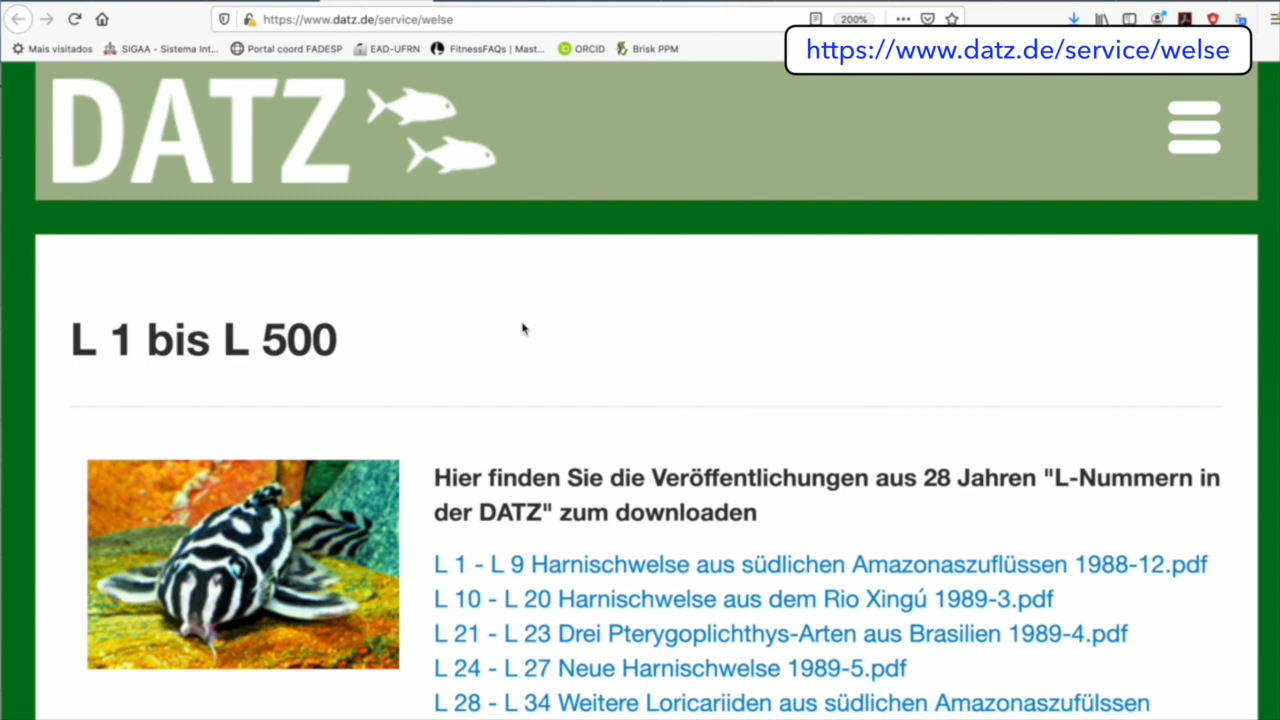 https://www.datz.de/service/welse
200%
Mais visitados
SIGAA - Sistema Int...
Portal coord FADESP
EAD-UFRN
FitnessFAQs | Mast...
ORCID
Brisk PPM
https://www.datz.de/service/welse
DATZ
L 1 bis L 500
Hier finden Sie die Veröffentlichungen aus 28 Jahren "L-Nummern in
der DATZ" zum downloaden
L 1 - L 9 Harnischwelse aus südlichen Amazonaszuflüssen 1988-12.pdf
L 10 - L 20 Harnischwelse aus dem Rio Xingú 1989-3.pdf
L 21 - L 23 Drei Pterygoplichthys-Arten aus Brasilien 1989-4.pdf
L 24 - L 27 Neue Harnischwelse 1989-5.pdf
L 28 - L 34 Weitere Loricariiden aus südlichen Amazonaszufülssen